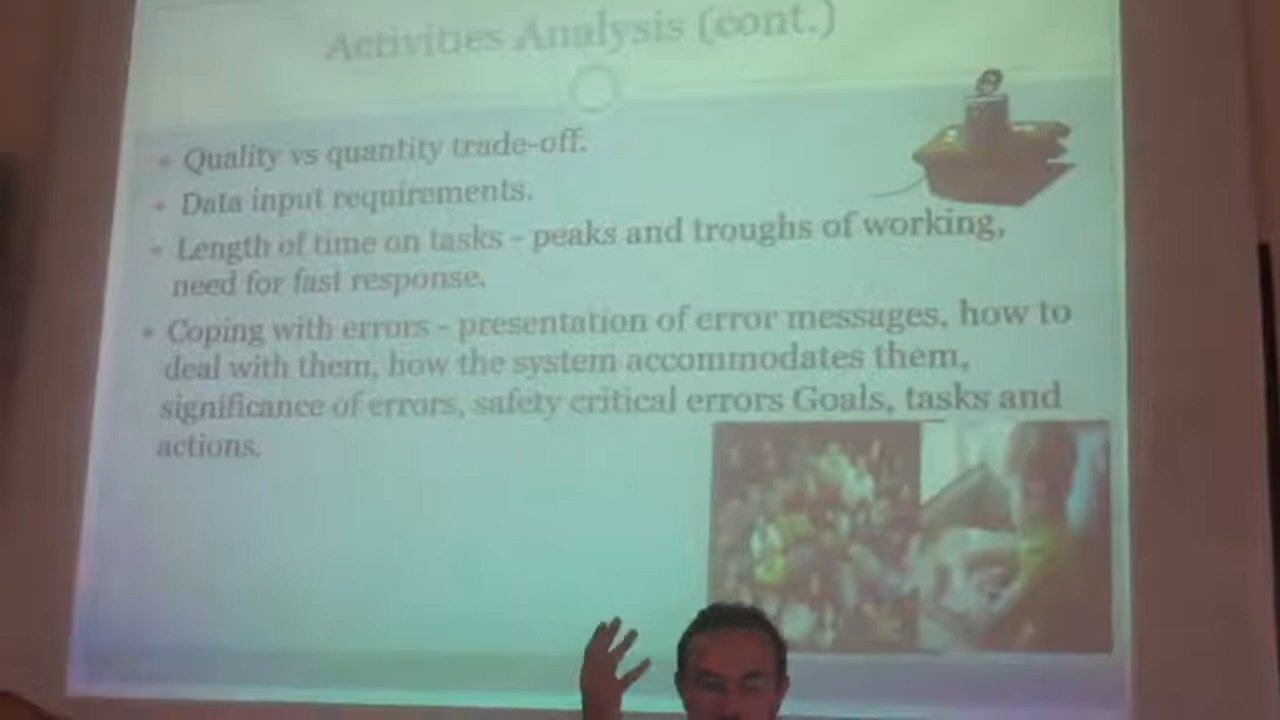 Activities Analysis (cont.)
Quality vs quantity trade-off.
Data input requirements.
Length of time on tasks - peaks and troughs of working,
need for fast response.
Coping with errors - presentation of error messages, how to
deal with them, how the system accommodates them,
significance of errors, safety critical errors Goals, tasks and
actions.